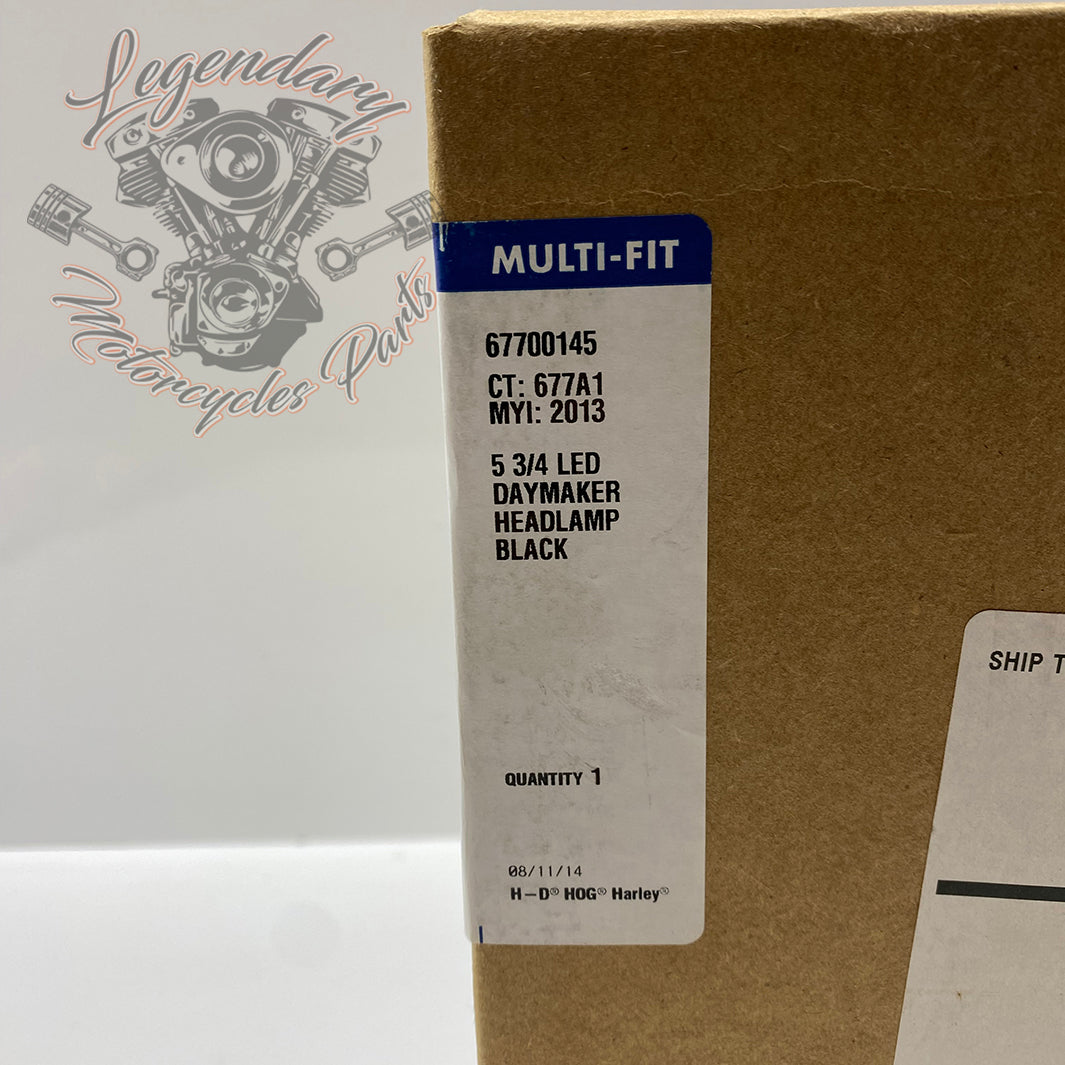 Legendary
Motorcycles Parts
MULTI-FIT
67700145
CT: 677A1
MYI: 2013
5 3/4 LED
DAYMAKER
HEADLAMP
BLACK
QUANTITY 1
08/11/14
H-D® HOG® Harley®
SHIP T